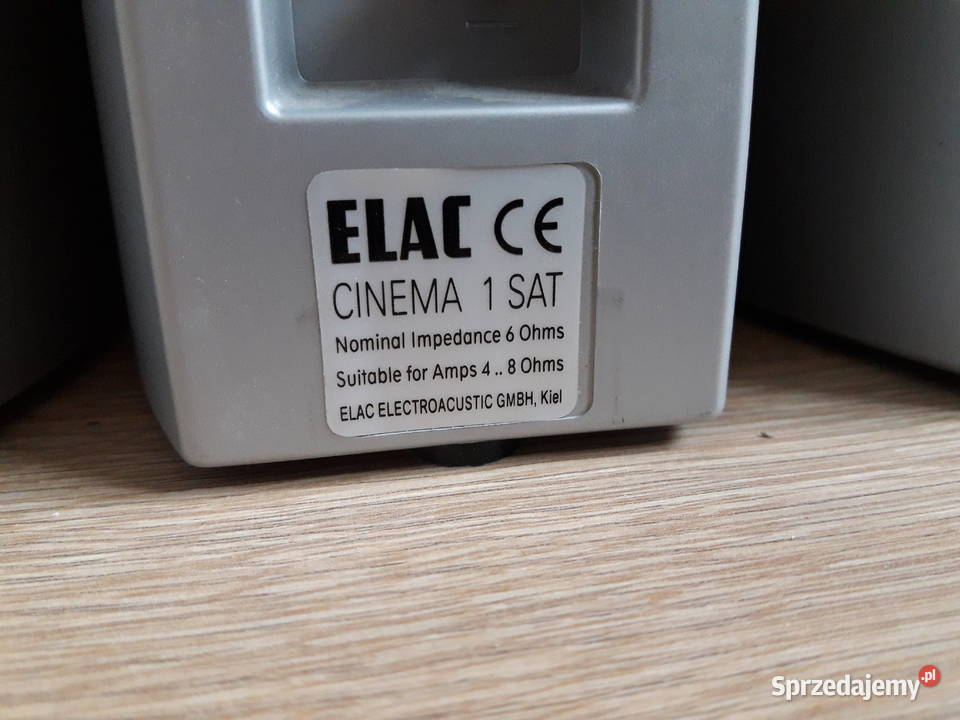 ELAC CE
CINEMA 1 SAT
Nominal Impedance 6 Ohms
Suitable for Amps 4 .. 8 Ohms
ELAC ELECTROACUSTIC GMBH, Kiel
Sprzedajemy.pl